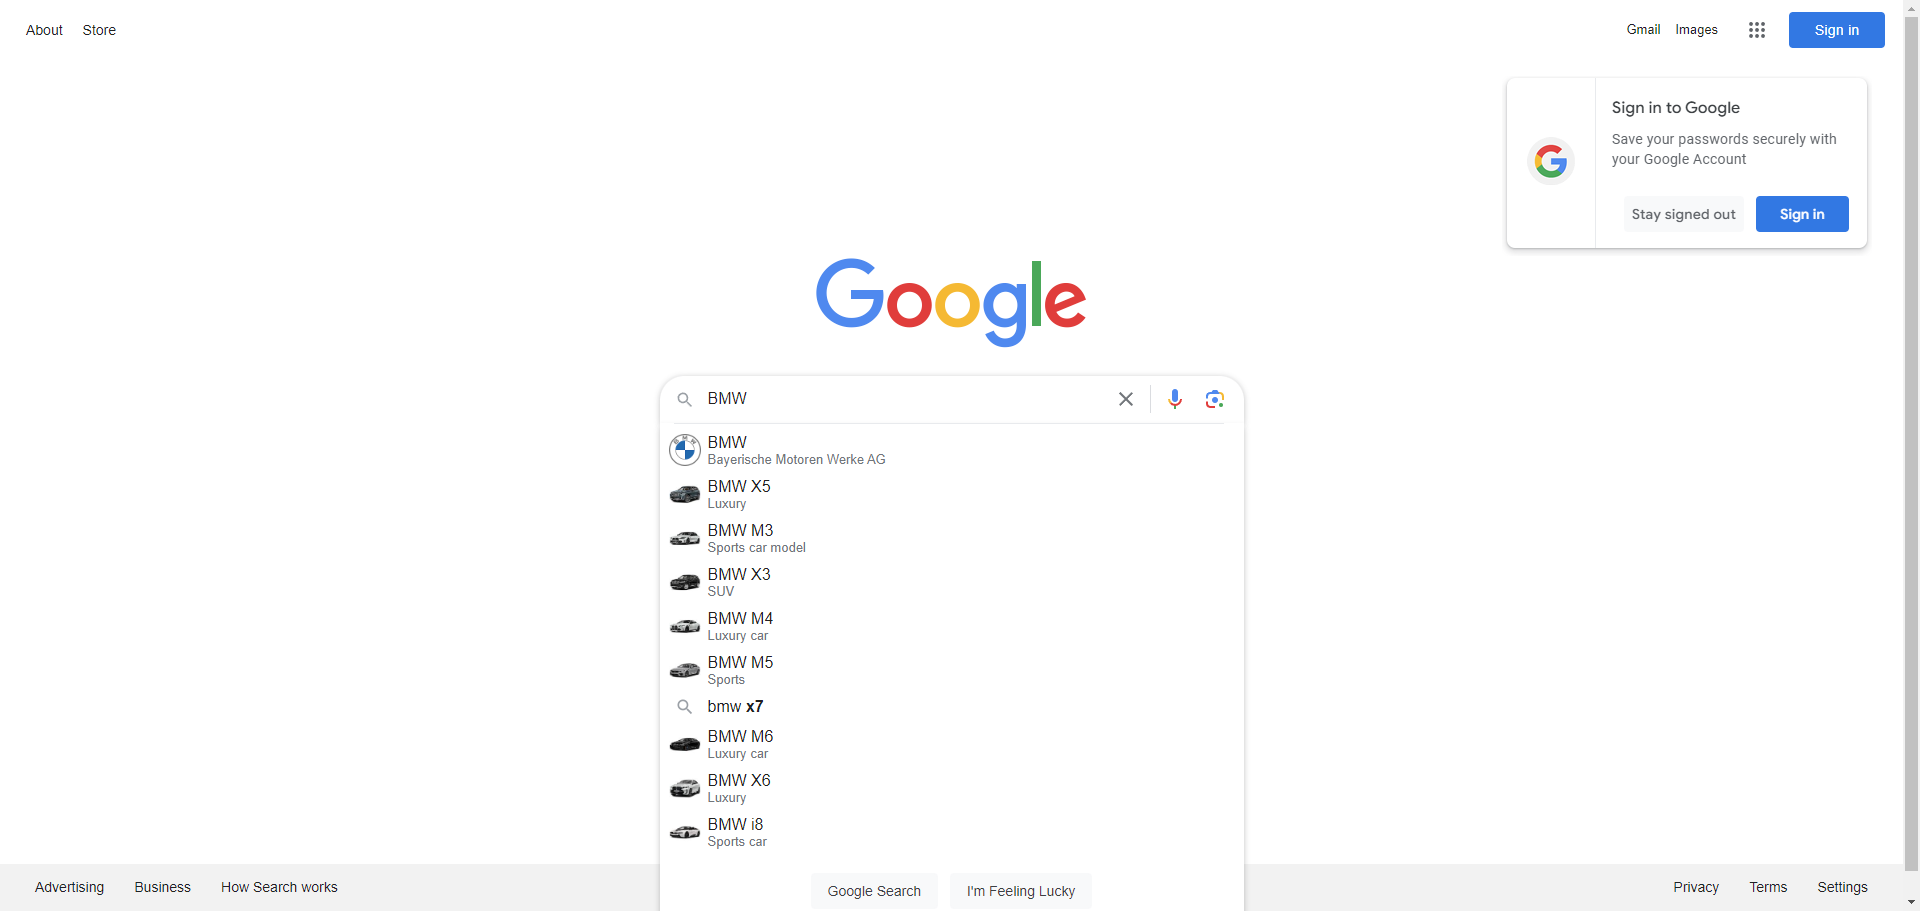 About Store
Gmail Images Sign in
Sign in to Google
Save your passwords securely with
your Google Account
Stay signed out Sign in
Google
BMW
BMW
Bayerische Motoren Werke AG
BMW X5
Luxury
BMW M3
Sports car model
BMW X3
SUV
BMW M4
Luxury car
BMW M5
Sports
bmw x7
BMW M6
Luxury car
BMW X6
Luxury
BMW i8
Sports car
Google Search I'm Feeling Lucky
Advertising Business How Search works
Privacy Terms Settings